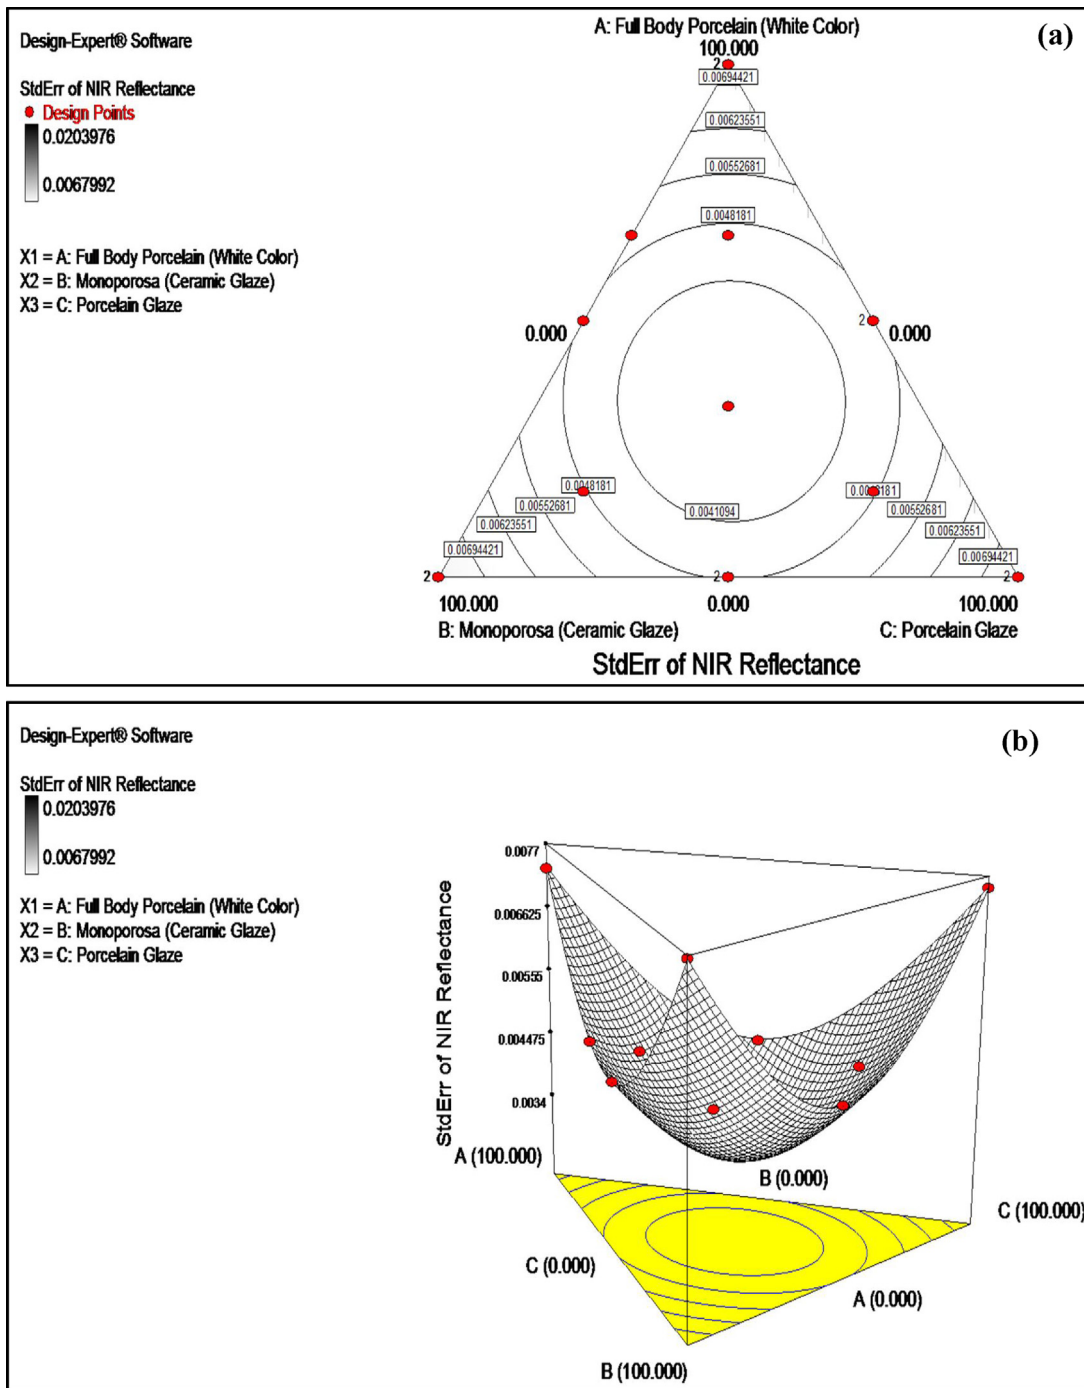 (a)
Design-Expert® Software
StdErr of NIR Reflectance
Design Points
0.0203976
0.0067992
X1 = A: Full Body Porcelain (White Color)
X2 = B: Monoporosa (Ceramic Glaze)
X3 = C: Porcelain Glaze
A: Full Body Porcelain (White Color)
100.000
2
0.00694421
0.00623551
0.00552681
0.0048181
0.000
2
0.000
0.0048181
0.0048181
0.00552681
0.0041094
0.00552681
0.00623551
0.00623551
0.00694421
0.00694421
2
2
2
100.000
0.000
100.000
B: Monoporosa (Ceramic Glaze)
C: Porcelain Glaze
StdErr of NIR Reflectance
(b)
Design-Expert® Software
StdErr of NIR Reflectance
0.0203976
0.0067992
X1 = A: Full Body Porcelain (White Color)
X2 = B: Monoporosa (Ceramic Glaze)
X3 = C: Porcelain Glaze
0.0077
0.006625
0.00555
0.004475
0.0034
StdErr of NIR Reflectance
A (100.000)
B (0.000)
C (100.000)
C (0.000)
A (0.000)
B (100.000)